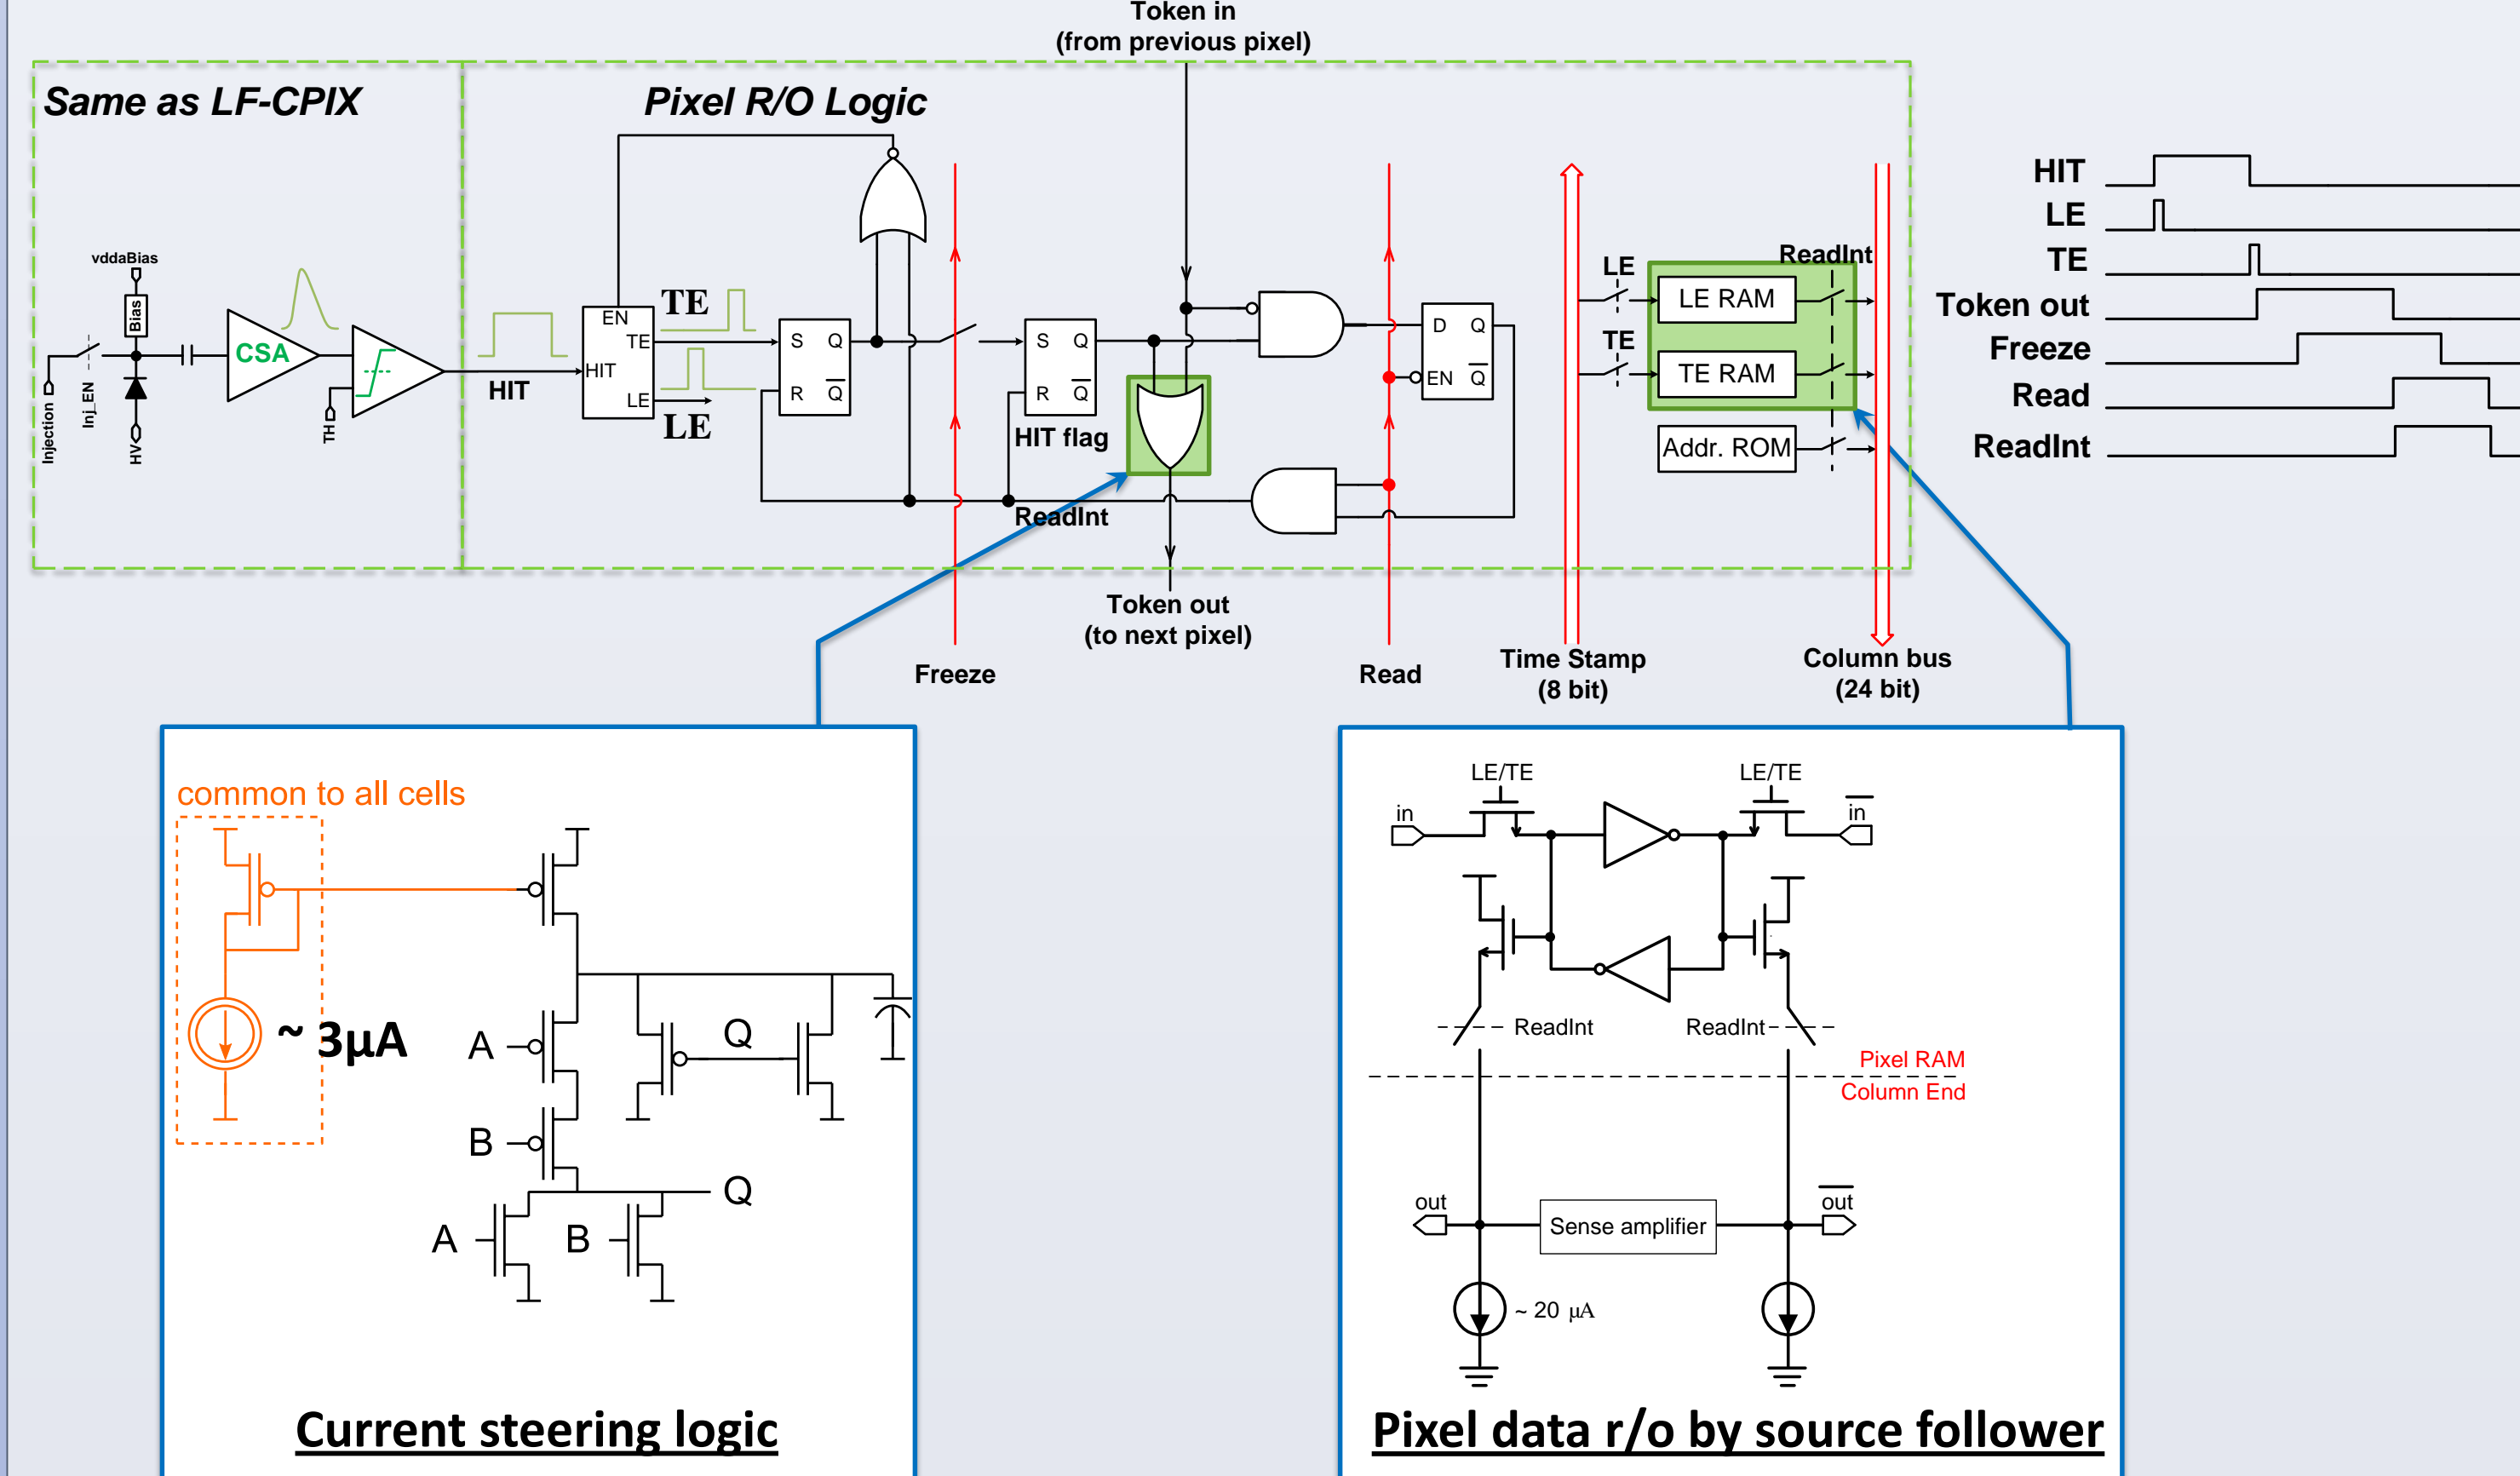 Token in
(from previous pixel)
Same as LF-CPIX
Pixel R/O Logic
vddaBias
Bias
Injection
Inj_EN
HV
CSA
TH
HIT
EN
TE
HIT
LE
TE
LE
S Q
R Q̅
S Q
R Q̅
HIT flag
ReadInt
D Q
EN Q̅
LE
TE
ReadInt
LE RAM
TE RAM
Addr. ROM
HIT
LE
TE
Token out
Freeze
Read
ReadInt
Token out
(to next pixel)
Freeze
Read
Time Stamp
(8 bit)
Column bus
(24 bit)
common to all cells
~ 3µA
A
B
Q
Q
A
B
Current steering logic
LE/TE
LE/TE
in
i̅n̅
ReadInt
ReadInt
Pixel RAM
Column End
out
o̅u̅t̅
Sense amplifier
~ 20 µA
Pixel data r/o by source follower